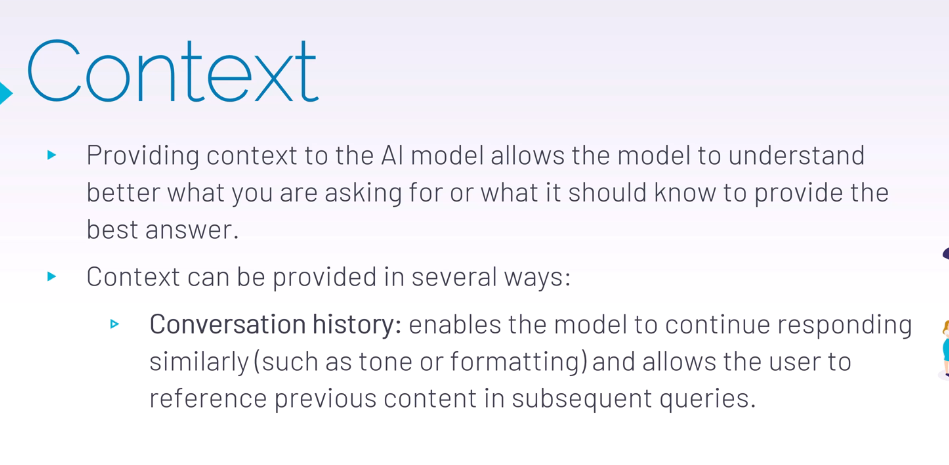 Context
Providing context to the AI model allows the model to understand
better what you are asking for or what it should know to provide the
best answer.
Context can be provided in several ways:
Conversation history: enables the model to continue responding
similarly (such as tone or formatting) and allows the user to
reference previous content in subsequent queries.